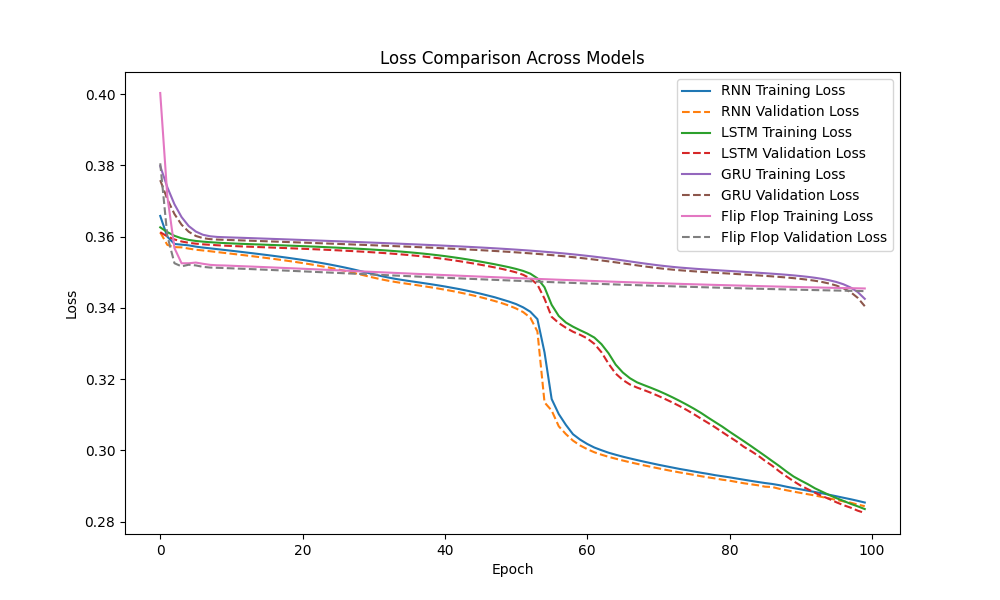 Loss Comparison Across Models
RNN Training Loss
RNN Validation Loss
LSTM Training Loss
LSTM Validation Loss
GRU Training Loss
GRU Validation Loss
Flip Flop Training Loss
Flip Flop Validation Loss
Loss
0.40
0.38
0.36
0.34
0.32
0.30
0.28
0 20 40 60 80 100
Epoch